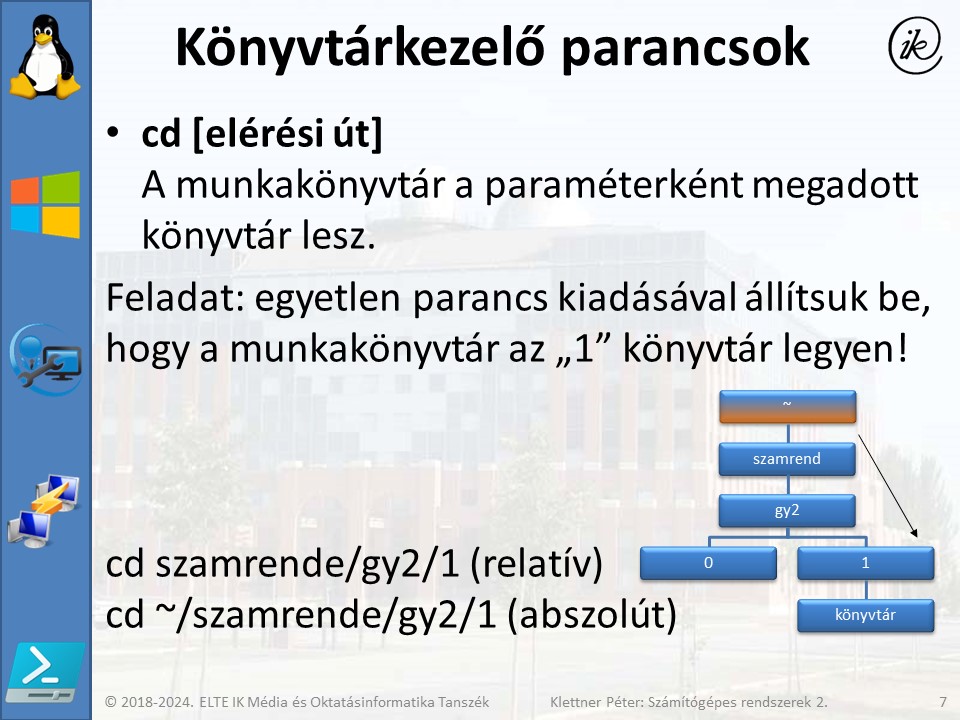 Könyvtárkezelő parancsok
ik
• cd [elérési út]
A munkakönyvtár a paraméterként megadott
könyvtár lesz.
Feladat: egyetlen parancs kiadásával állítsuk be,
hogy a munkakönyvtár az „1” könyvtár legyen!
~
szamrend
gy2
0
1
könyvtár
cd szamrende/gy2/1 (relatív)
cd ~/szamrende/gy2/1 (abszolút)
© 2018-2024. ELTE IK Média és Oktatásinformatika Tanszék
Klettner Péter: Számítógépes rendszerek 2.
7